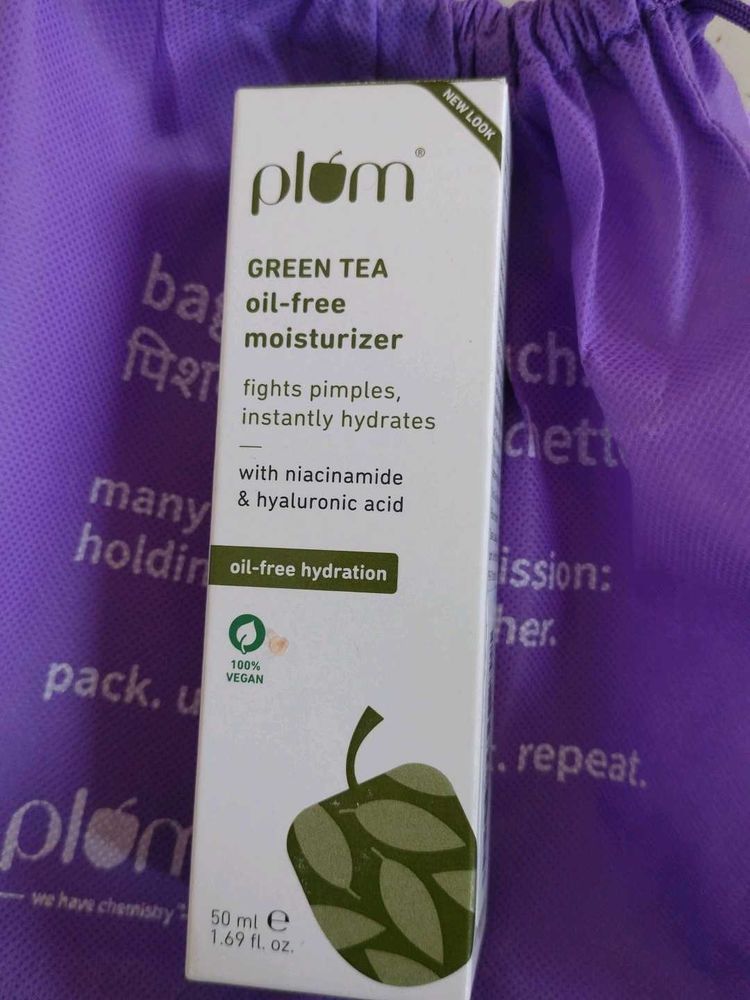 NEW LOOK
plum®
GREEN TEA
oil-free
moisturizer
fights pimples,
instantly hydrates
with niacinamide
& hyaluronic acid
oil-free hydration
100%
VEGAN
50 ml e
1.69 fl. oz.
many
pack.
repeat.
plum
we have chemistry